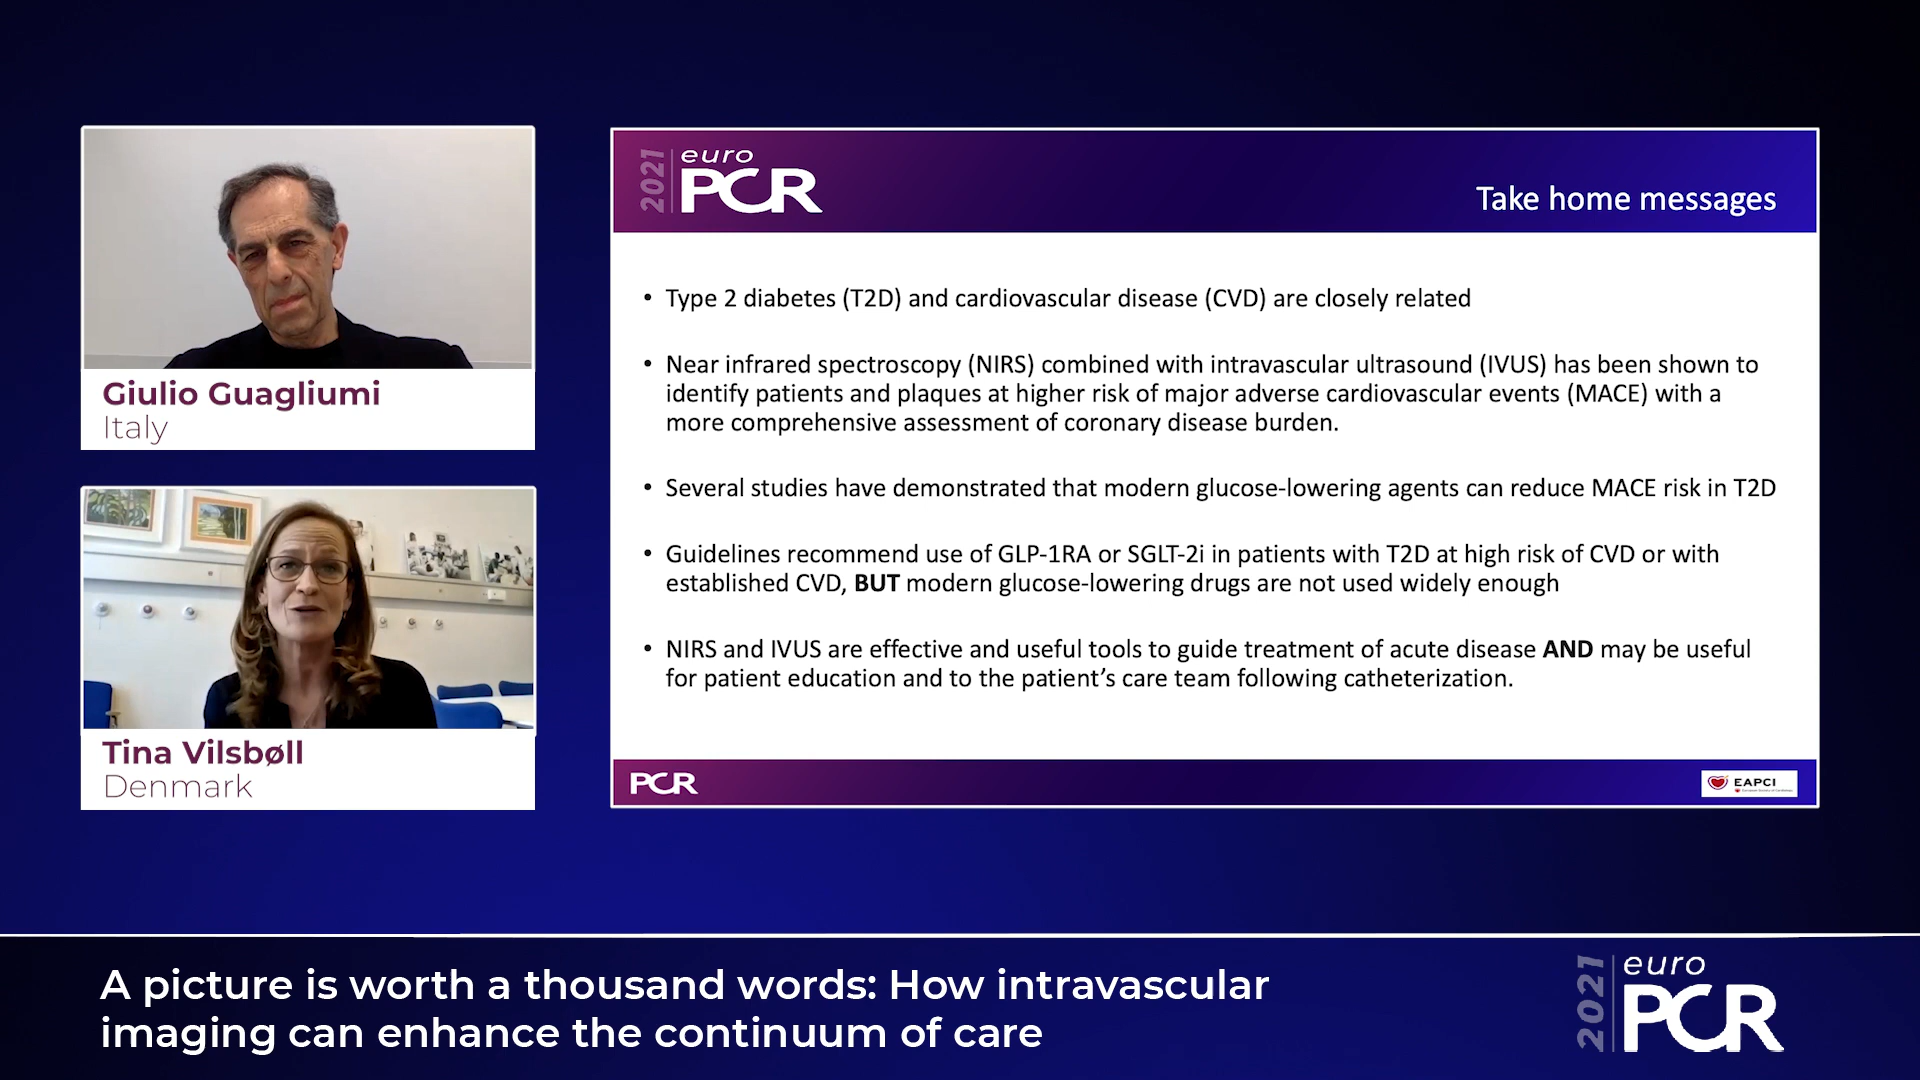 Giulio Guagliumi
Italy
Tina Vilsbøll
Denmark
2021
euro
PCR
Take home messages
• Type 2 diabetes (T2D) and cardiovascular disease (CVD) are closely related
• Near infrared spectroscopy (NIRS) combined with intravascular ultrasound (IVUS) has been shown to
identify patients and plaques at higher risk of major adverse cardiovascular events (MACE) with a
more comprehensive assessment of coronary disease burden.
• Several studies have demonstrated that modern glucose-lowering agents can reduce MACE risk in T2D
• Guidelines recommend use of GLP-1RA or SGLT-2i in patients with T2D at high risk of CVD or with
established CVD, BUT modern glucose-lowering drugs are not used widely enough
• NIRS and IVUS are effective and useful tools to guide treatment of acute disease AND may be useful
for patient education and to the patient's care team following catheterization.
PCR
EAPCI
A picture is worth a thousand words: How intravascular
imaging can enhance the continuum of care
2021
euro
PCR